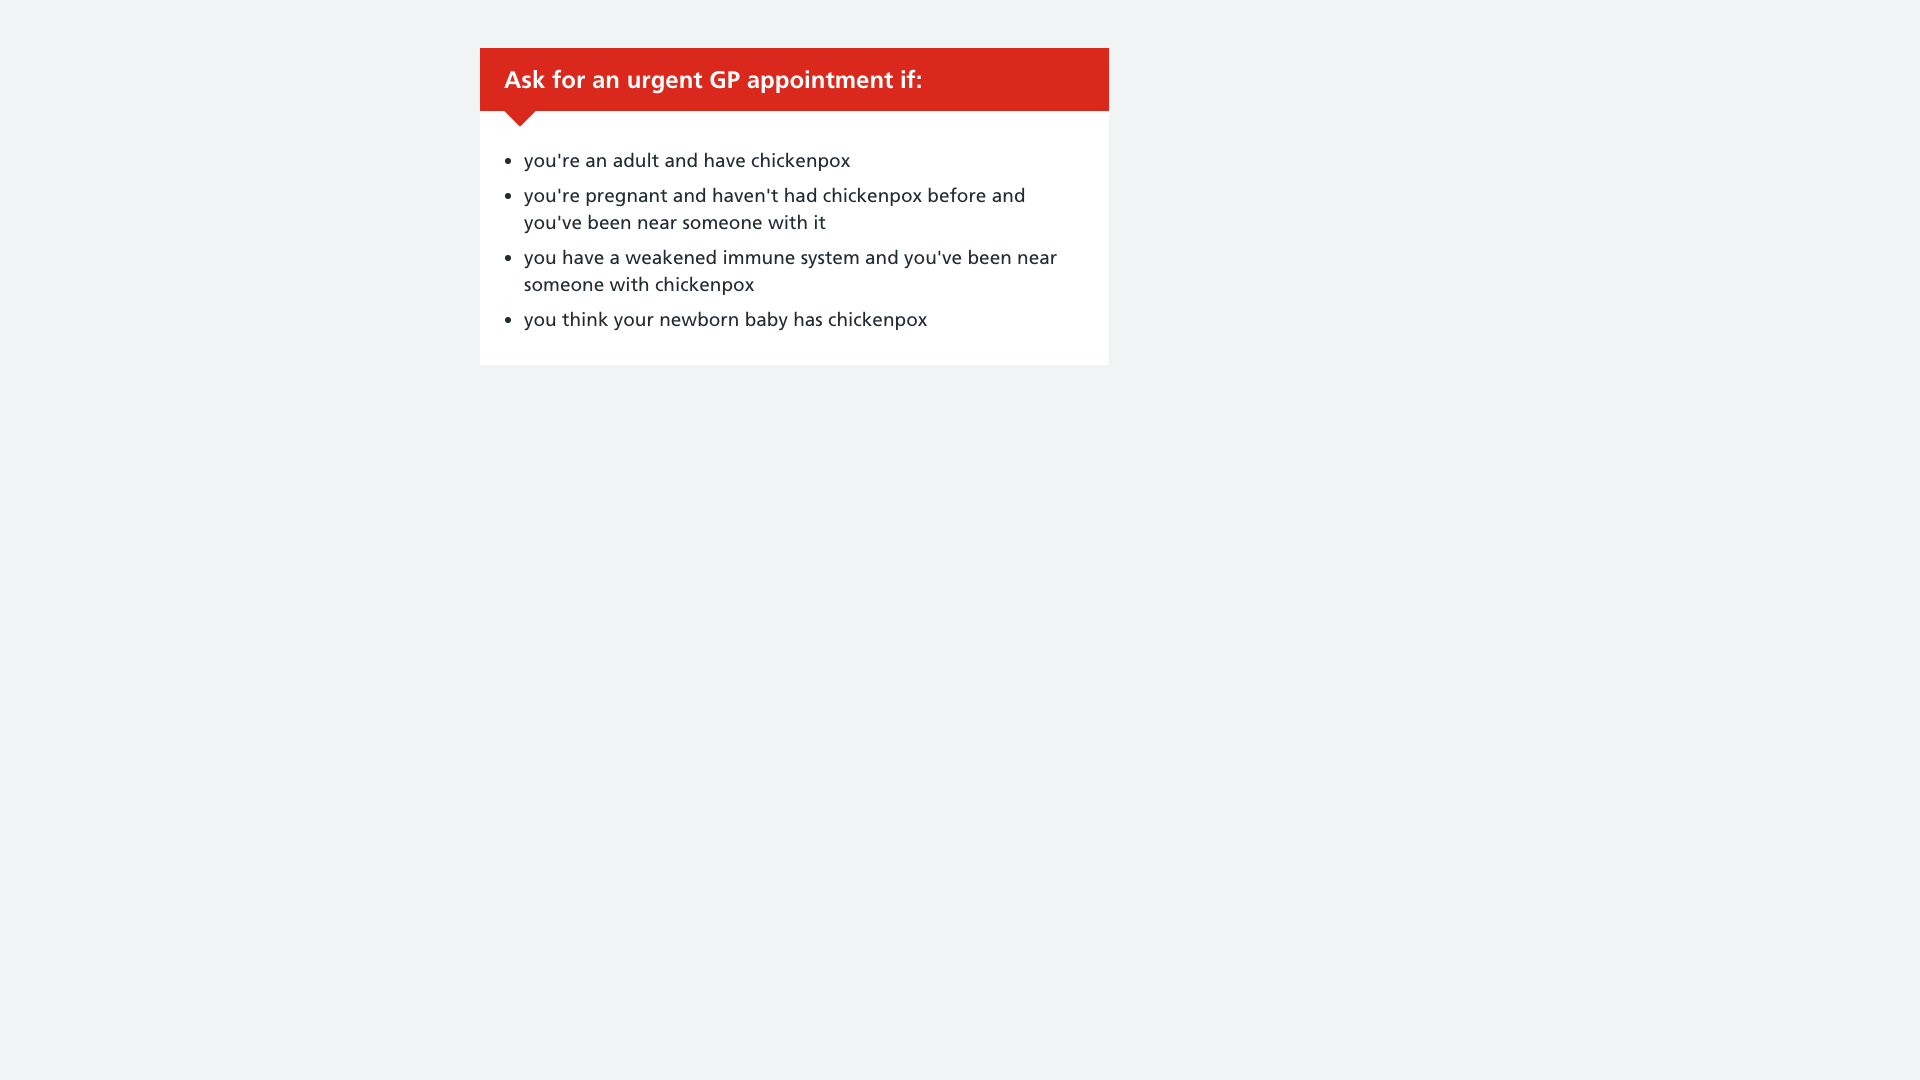 Ask for an urgent GP appointment if:
you're an adult and have chickenpox
you're pregnant and haven't had chickenpox before and
you've been near someone with it
you have a weakened immune system and you've been near
someone with chickenpox
you think your newborn baby has chickenpox